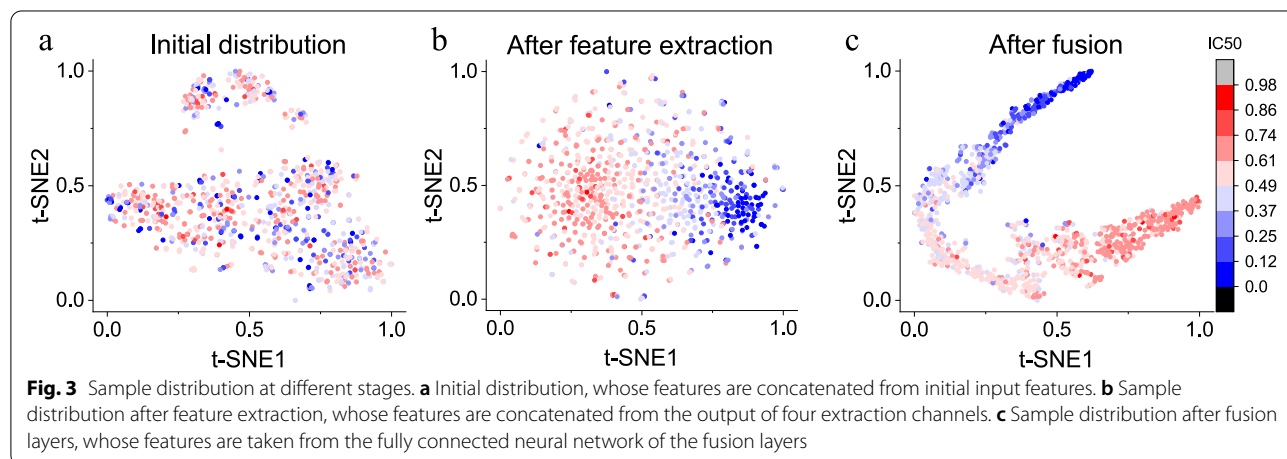 a
Initial distribution
b
After feature extraction
c
After fusion
IC50
1.0
0.5
0.0
t-SNE2
0.0
0.5
1.0
t-SNE1
1.0
0.5
0.0
t-SNE2
0.0
0.5
1.0
t-SNE1
1.0
0.5
0.0
t-SNE2
0.0
0.5
1.0
t-SNE1
0.98
0.86
0.74
0.61
0.49
0.37
0.12
0.0
Fig. 3 Sample distribution at different stages. a Initial distribution, whose features are concatenated from initial input features. b Sample
distribution after feature extraction, whose features are concatenated from the output of four extraction channels. c Sample distribution after fusion
layers, whose features are taken from the fully connected neural network of the fusion layers